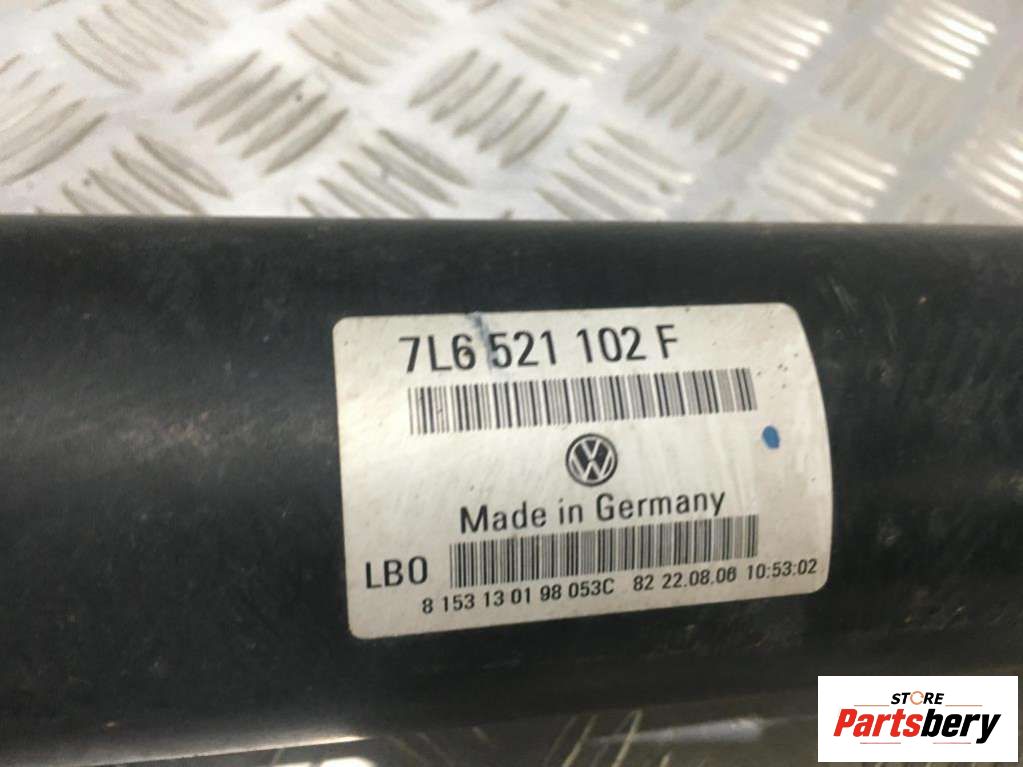 7L6 521 102 F
Made in Germany
LB0
8 153 13 01 98 053C 82 22.08.06 10:53:02
STORE
Partsbery